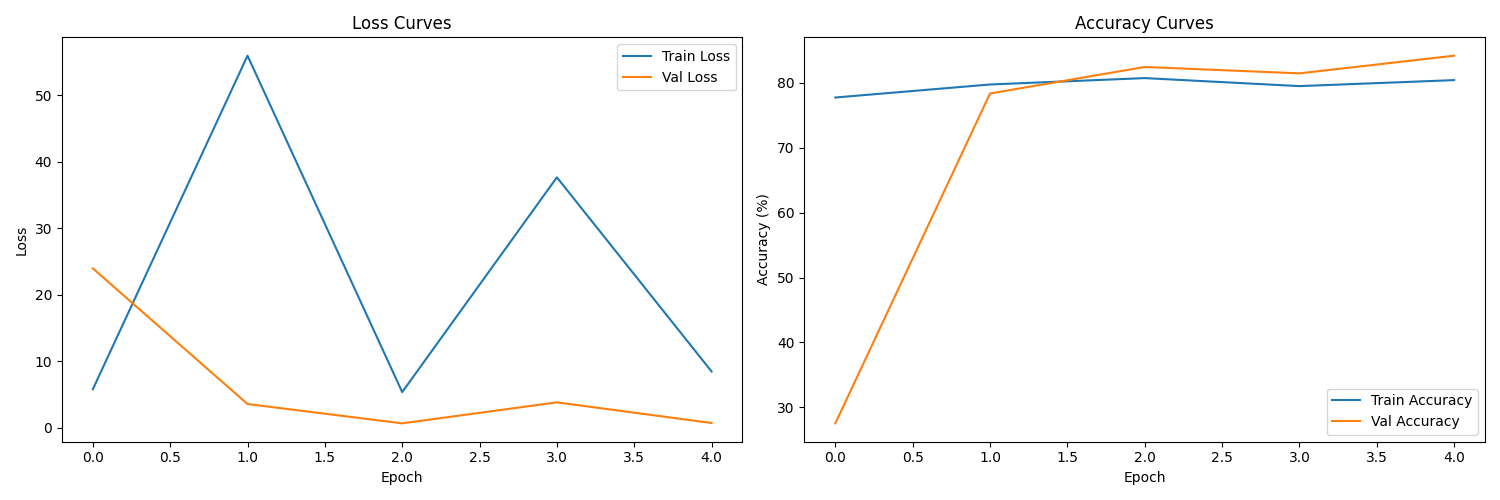 Loss Curves
Train Loss
Val Loss
Loss
50
40
30
20
10
0
0.0 0.5 1.0 1.5 2.0 2.5 3.0 3.5 4.0
Epoch
Accuracy Curves
Accuracy (%)
80
70
60
50
40
30
Train Accuracy
Val Accuracy
0.0 0.5 1.0 1.5 2.0 2.5 3.0 3.5 4.0
Epoch